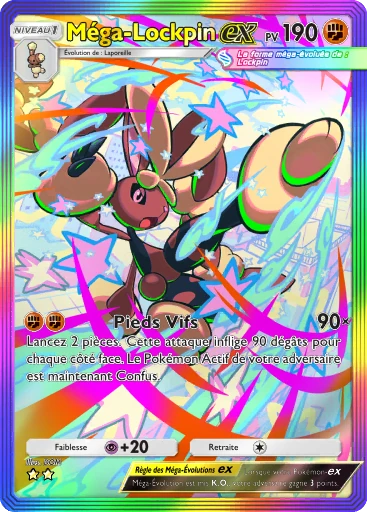 NIVEAU 1
Méga-Lockpin ex PV 190
Évolution de : Laporeille
La forme méga-évoluée de :
Lockpin
Pieds Vifs 90×
Lancez 2 pièces. Cette attaque inflige 90 dégâts pour
chaque côté face. Le Pokémon Actif de votre adversaire
est maintenant Confus.
Faiblesse +20 Retraite
Illus.
Règle des Méga-Évolutions ex Lorsque votre Pokémon-ex
Méga-Évolution est mis K.O., votre adversaire gagne 3 points.